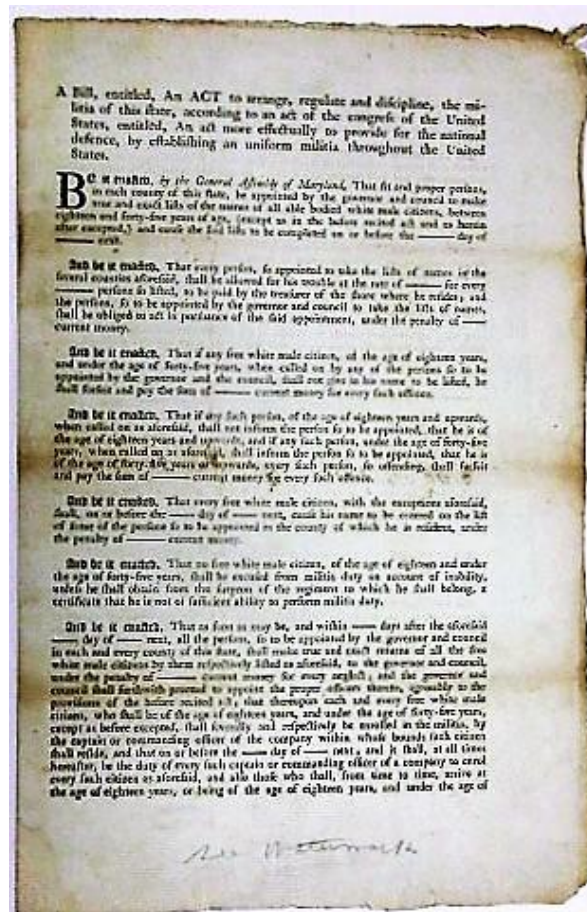 A Bill, entitled, An ACT to arrange, regulate and discipline, the mi-
litia of this state, according to an act of the congress of the United
States, entitled, An act more effectually to provide for the national
defence, by establishing an uniform militia throughout the United
States.
BE it enacted, by the General Assembly of Maryland, That fit and proper persons,
in each county of this state, be appointed by the governor and council to make
true and exact lists of the names of all able bodied white male citizens, between
eighteen and forty-five years of age, (except as in the before recited act and as herein
after excepted,) and cause the said lists to be completed on or before the —— day of
—— next.
And be it enacted, That every person, so appointed to take the lists of names in the
several counties aforesaid, shall be allowed for his trouble at the rate of —— for every
—— persons so listed, to be paid by the treasurer of the shore where he resides; and
the persons, so to be appointed by the governor and council to take the lists of names,
shall be obliged to act in pursuance of the said appointment, under the penalty of ——
current money.
And be it enacted, That if any free white male citizen, of the age of eighteen years,
and under the age of forty-five years, when called on by any of the persons so to be
appointed by the governor and the council, shall not give in his name to be listed, he
shall forfeit and pay the sum of —— current money for every such offence.
And be it enacted, That if any such person, of the age of eighteen years and upwards,
when called on as aforesaid, shall not inform the person so to be appointed, that he is of
the age of eighteen years and upwards, and if any such person, under the age of forty-five
years, when called on as aforesaid, shall inform the person so to be appointed, that he is
of the age of forty-five years or upwards, every such person, so offending, shall forfeit
and pay the sum of —— current money for every such offence.
And be it enacted, That every free white male citizen, with the exceptions aforesaid,
shall, on or before the —— day of —— next, cause his name to be entered on the list
of some of the persons so to be appointed in the county of which he is resident, under
the penalty of —— current money.
And be it enacted, That no free white male citizen, of the age of eighteen and under
the age of forty-five years, shall be excused from militia duty on account of inability,
unless he shall obtain from the surgeon of the regiment to which he shall belong, a
certificate that he is not of sufficient ability to perform militia duty.
And be it enacted, That as soon as may be, and within —— days after the aforesaid
—— day of —— next, all the persons, so to be appointed by the governor and council
in each and every county of this state, shall make true and exact returns of all the free
white male citizens by them respectively listed as aforesaid, to the governor and council,
under the penalty of —— current money for every neglect; and the governor and
council shall forthwith proceed to appoint the proper officers thereto, agreeably to the
provisions of the before recited act; that thereupon each and every free white male
citizen, who shall be of the age of eighteen years, and under the age of forty-five years,
except as before excepted, shall severally and respectively be enrolled in the militia, by
the captain or commanding officer of the company within whose bounds such citizen
shall reside, and that on or before the —— day of —— next; and it shall, at all times
hereafter, be the duty of every such captain or commanding officer of a company to enrol
every such citizen as aforesaid, and also those who shall, from time to time, arrive at
the age of eighteen years, or being of the age of eighteen years, and under the age of
See Watermark